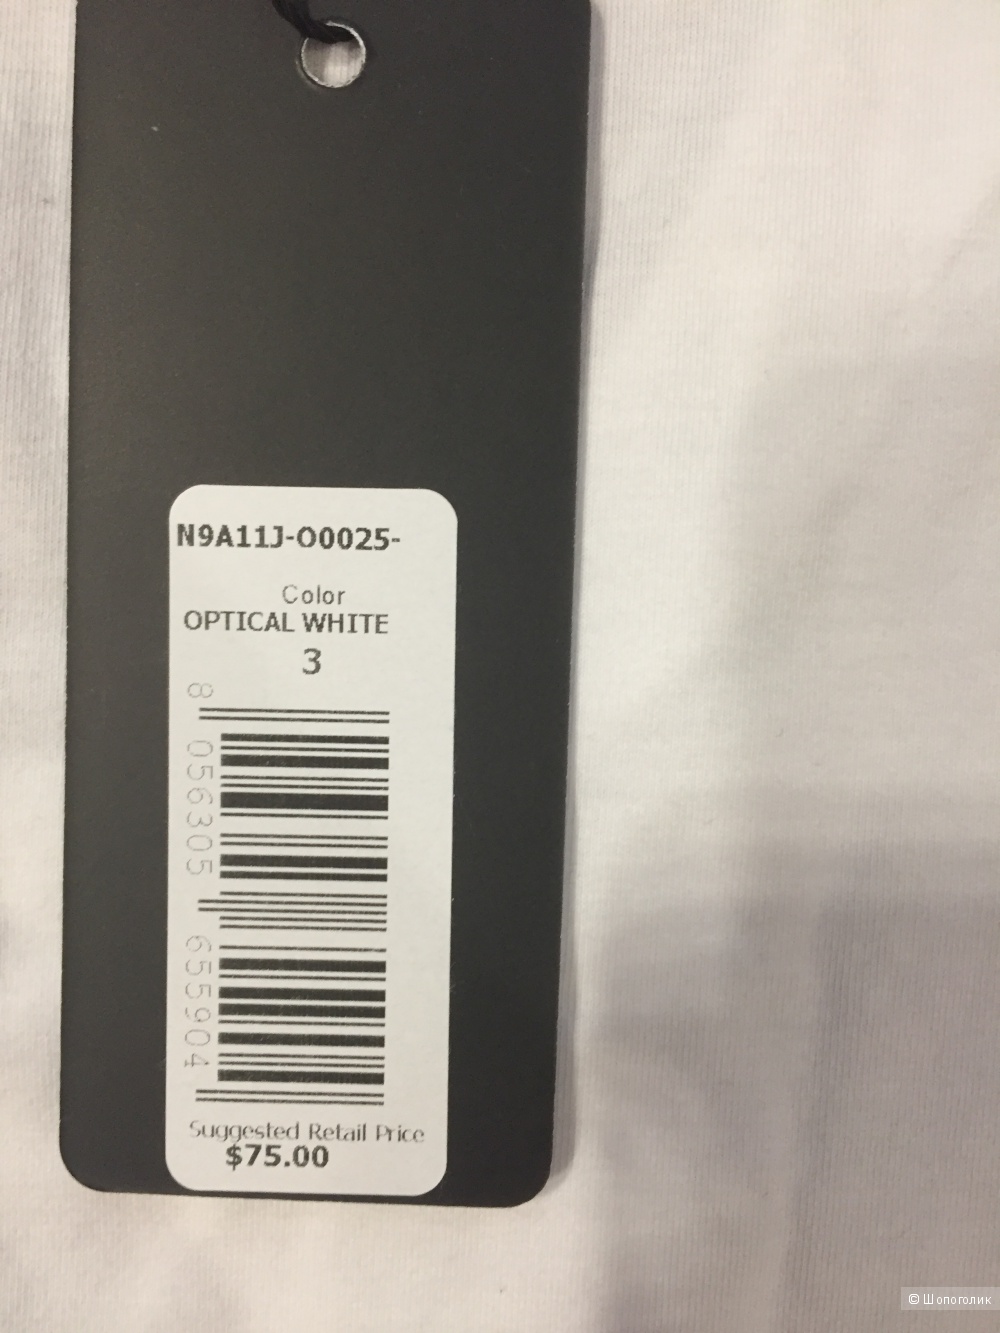 N9A11J-O0025-
Color
OPTICAL WHITE
3
8 056305 655904
Suggested Retail Price
$75.00
© Шопоголик